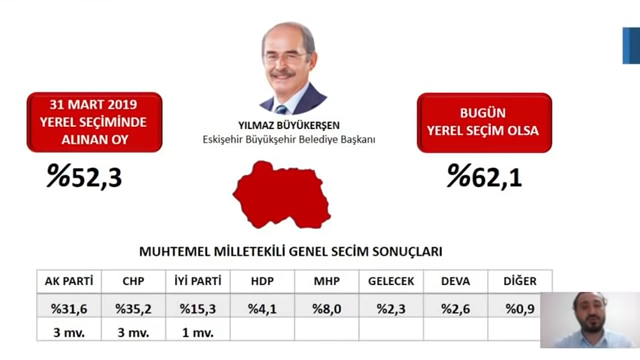 31 MART 2019
YEREL SEÇİMİNDE
ALINAN OY
%52,3
YILMAZ BÜYÜKERŞEN
Eskişehir Büyükşehir Belediye Başkanı
BUGÜN
YEREL SEÇİM OLSA
%62,1
MUHTEMEL MİLLETEKİLİ GENEL SECİM SONUÇLARI
AK PARTİ CHP İYİ PARTİ HDP MHP GELECEK DEVA DİĞER
%31,6 %35,2 %15,3 %4,1 %8,0 %2,3 %2,6 %0,9
3 mv. 3 mv. 1 mv.